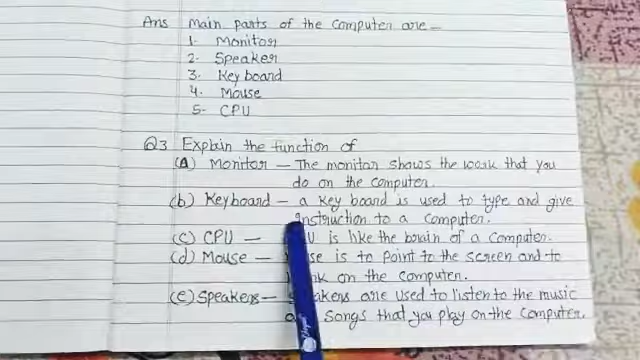 Ans Main parts of the computer are -
1. Monitor
2. Speaker
3. Key board
4. Mouse
5. CPU
Q3 Explain the function of
(A) Monitor - The monitor shows the work that you
do on the computer.
(b) Keyboard - a key board is used to type and give
instruction to a computer.
(c) CPU - is like the brain of a computer.
(d) Mouse - is to point to the screen and to
on the computer.
(e) Speakers - are used to listen to the music
songs that you play on the computer.